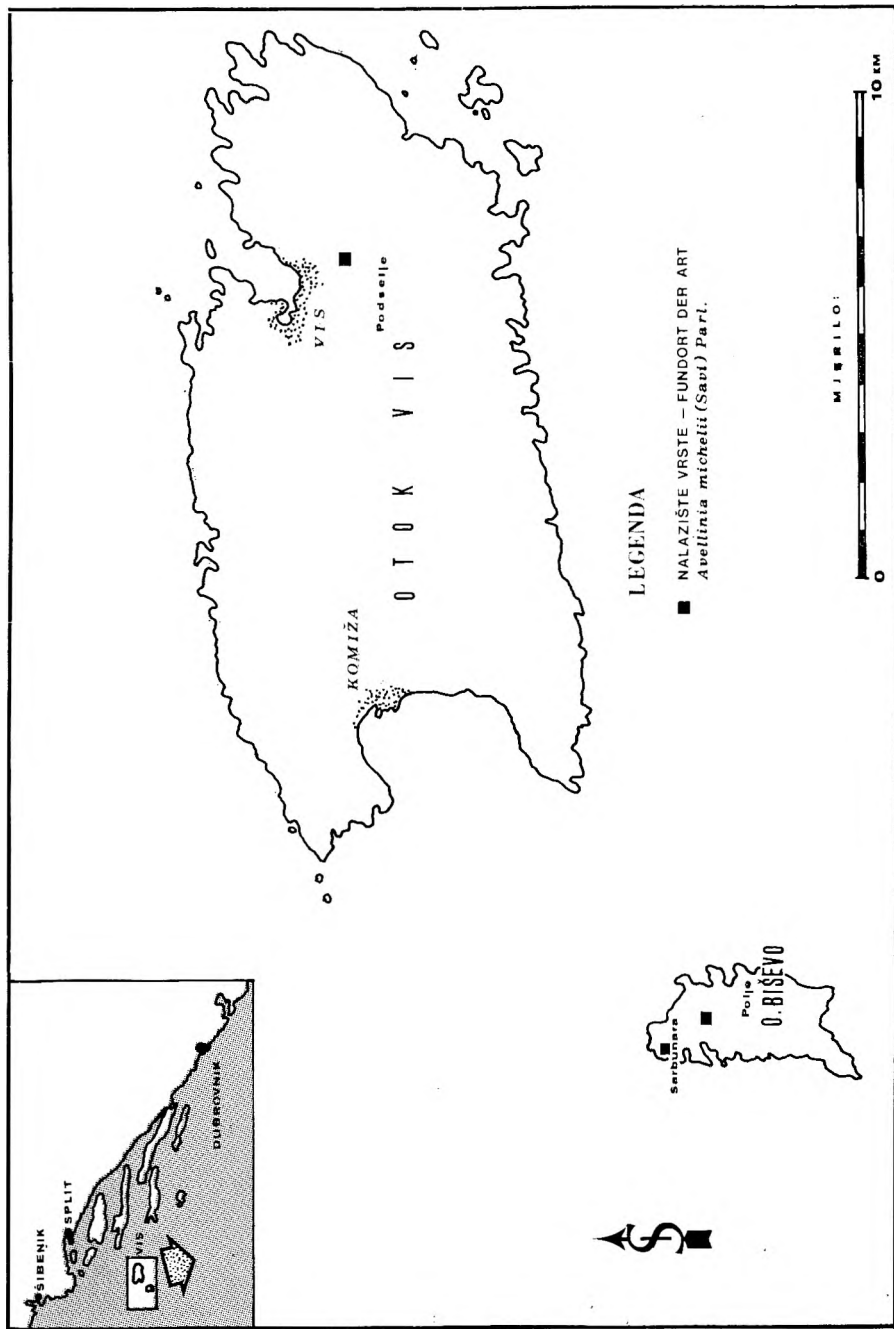 ŠIBENIK
SPLIT
VIS
DUBROVNIK
KOMIŽA
VIS
Podselje
OTOK VIS
Sarbunara
Polje
O. BIŠEVO
LEGENDA
NALAZIŠTE VRSTE – FUNDORT DER ART
Avellinia michelii (Savi) Parl.
MJERILO:
0
10 KM